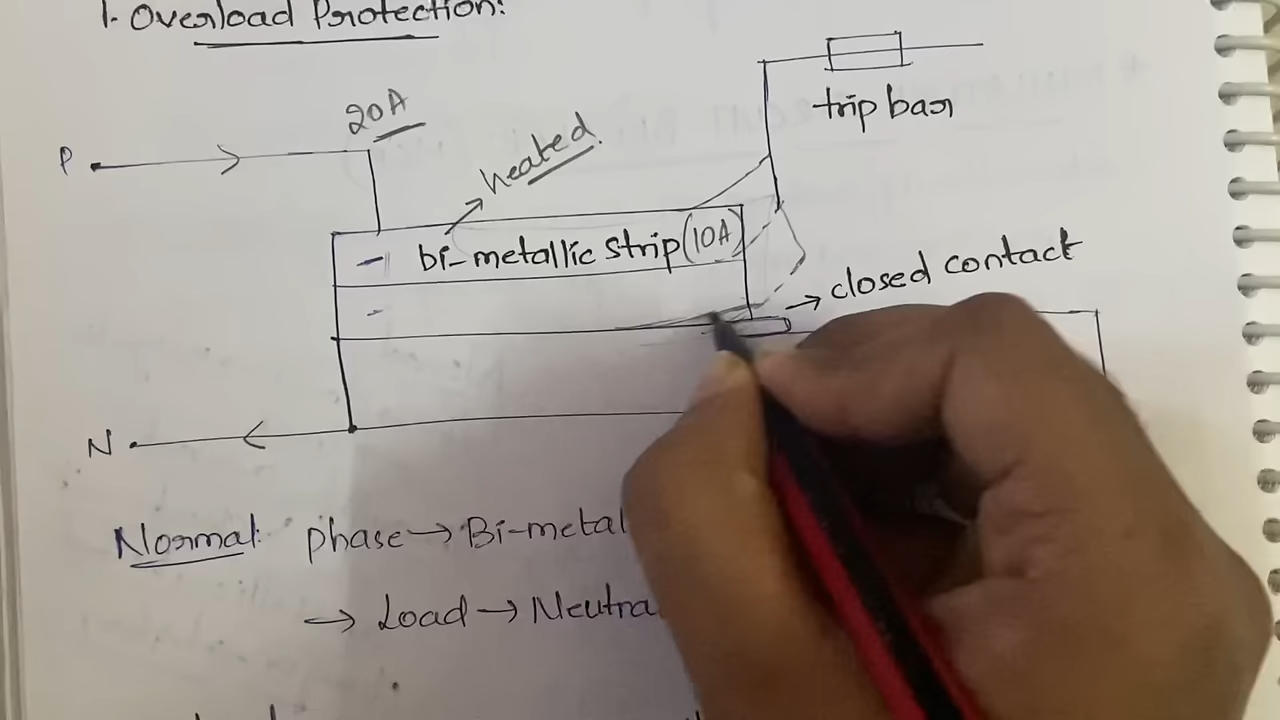 1. Overload Protection:
20A
P
heated.
trip bar
bi-metallic strip (10A)
closed contact
N
Normal: phase → Bi-metal
→ Load → Neutra